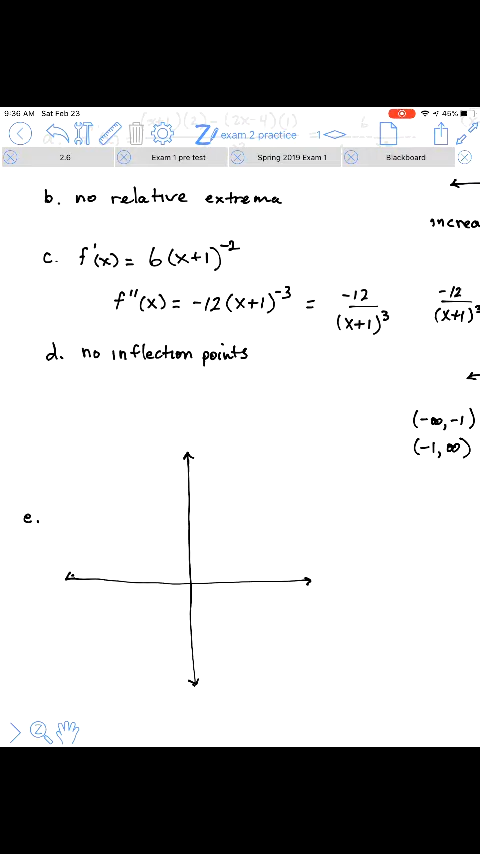 9:36 AM Sat Feb 23
46%
exam 2 practice
2.6
Exam 1 pre test
Spring 2019 Exam 1
Blackboard
b. no relative extrema
increa
c. f'(x) = 6(x+1)⁻²
f''(x) = -12(x+1)⁻³ = -12/(x+1)³
-12/(x+1)³
d. no inflection points
(-∞, -1)
(-1, ∞)
e.